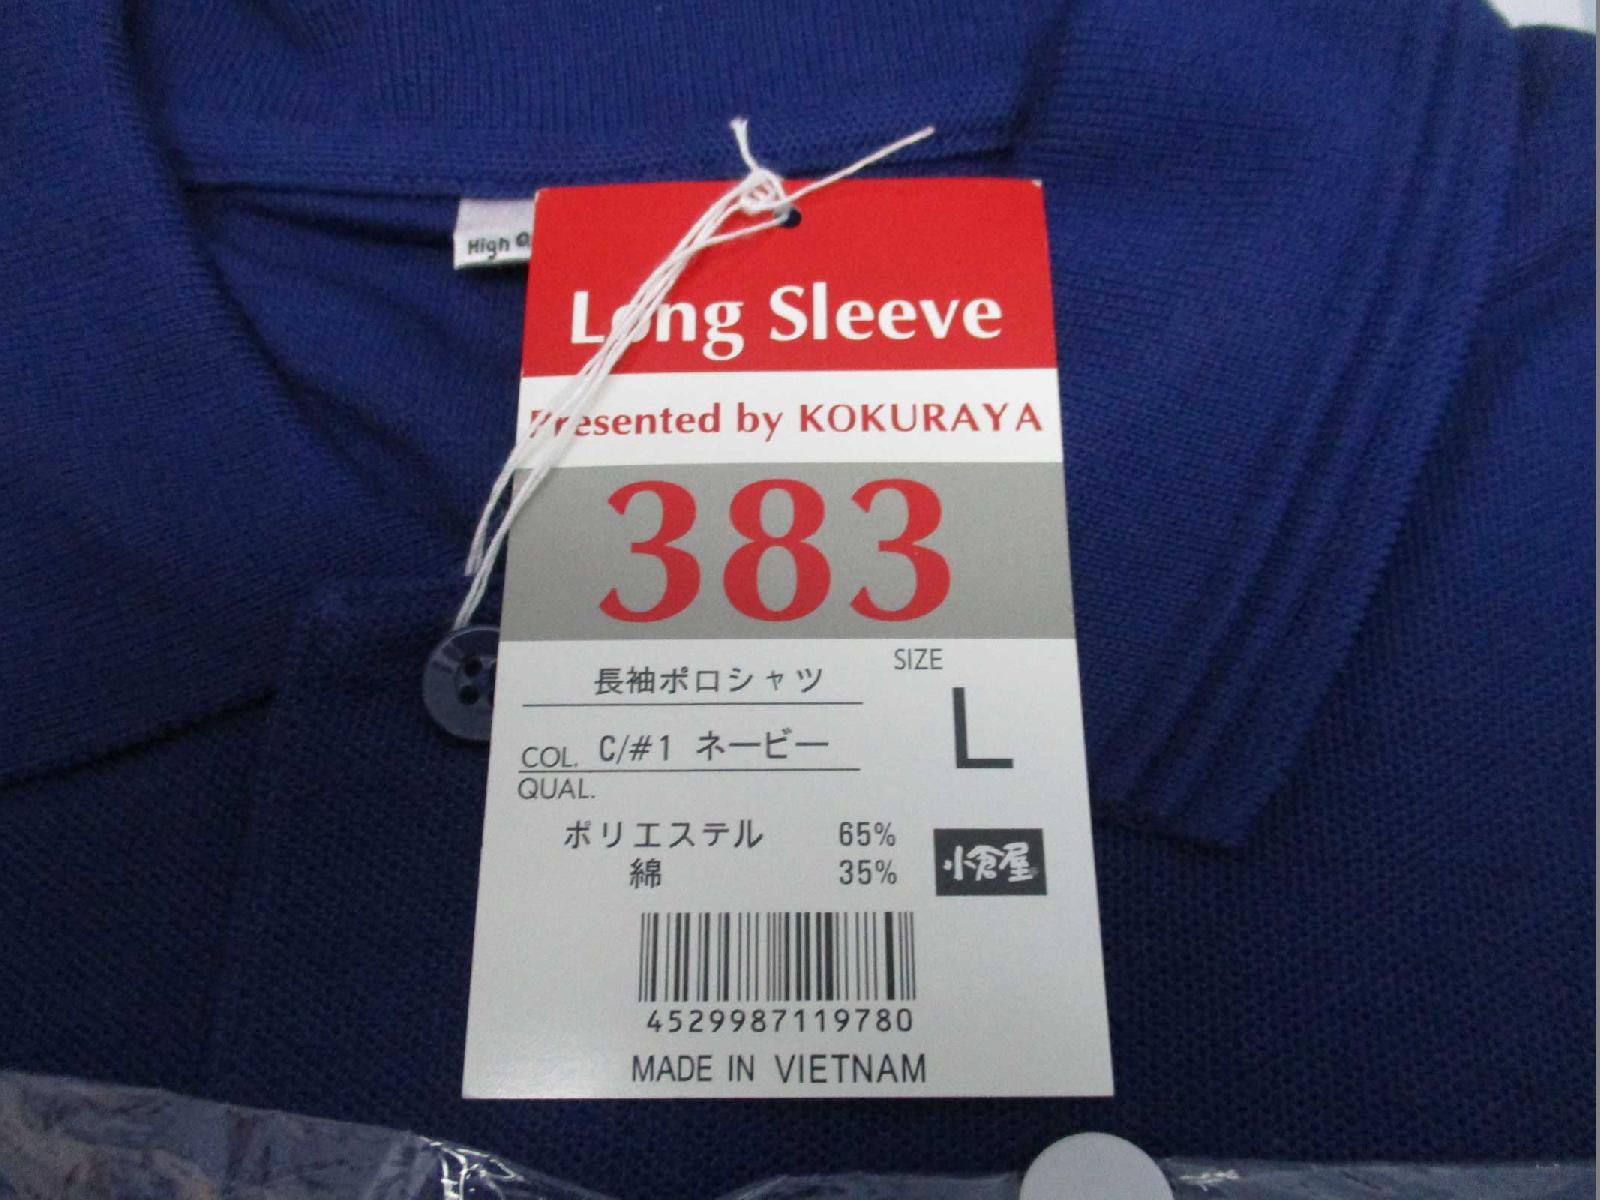 High Q
Long Sleeve
Presented by KOKURAYA
383
長袖ポロシャツ
SIZE
L
COL. C/#1 ネービー
QUAL.
ポリエステル 65%
綿 35%
小倉屋
4529987119780
MADE IN VIETNAM